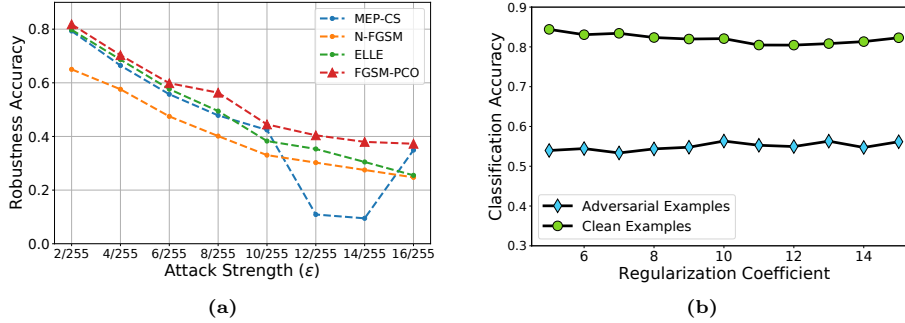 MEP-CS
N-FGSM
ELLE
FGSM-PCO
Robustness Accuracy
0.8
0.6
0.4
0.2
0.0
2/255 4/255 6/255 8/255 10/255 12/255 14/255 16/255
Attack Strength (ε)
(a)
Classification Accuracy
0.9
0.8
0.7
0.6
0.5
0.4
0.3
Adversarial Examples
Clean Examples
6 8 10 12 14
Regularization Coefficient
(b)